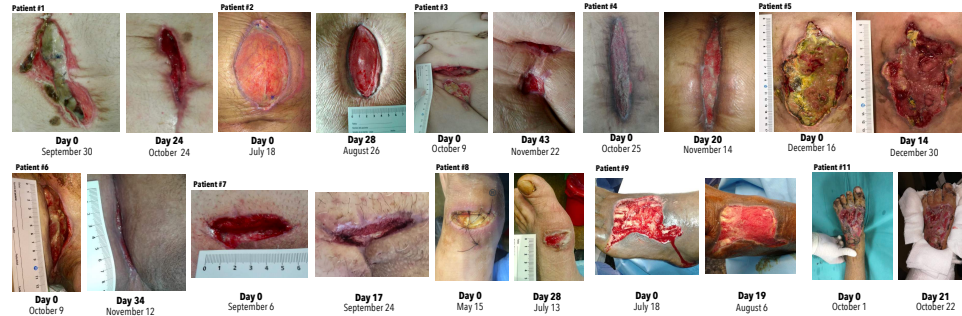 Patient #1
Patient #2
Patient #3
Patient #4
Patient #5
Day 0
September 30
Day 24
October 24
Day 0
July 18
Day 28
August 26
Day 0
October 9
Day 43
November 22
Day 0
October 25
Day 20
November 14
Day 0
December 16
Day 14
December 30
Patient #6
Patient #7
Patient #8
Patient #9
Patient #11
0 1 2 3 4 5 6
Day 0
October 9
Day 34
November 12
Day 0
September 6
Day 17
September 24
Day 0
May 15
Day 28
July 13
Day 0
July 18
Day 19
August 6
Day 0
October 1
Day 21
October 22